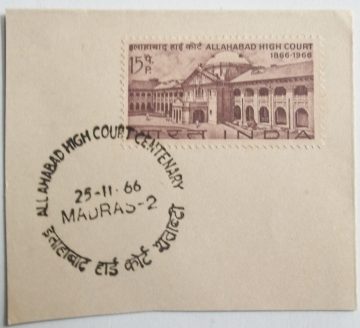 इलाहाबाद हाई कोर्ट ALLAHABAD HIGH COURT
1866-1966
15 पै.
P.
भारत INDIA
ALLAHABAD HIGH COURT CENTENARY
25-11-66
MADRAS-2
इलाहाबाद हाई कोर्ट शताब्दी